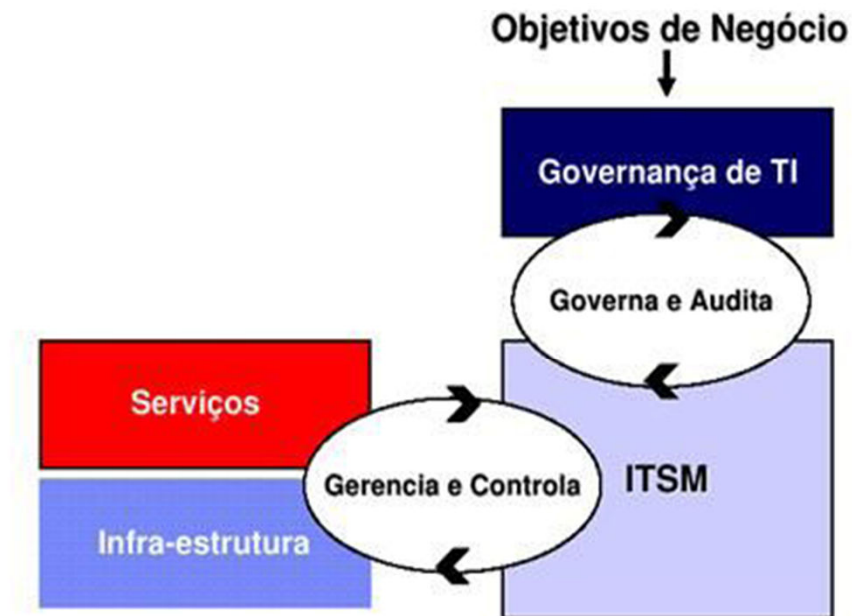 Objetivos de Negócio
Governança de TI
Governa e Audita
Serviços
Gerencia e Controla
ITSM
Infra-estrutura